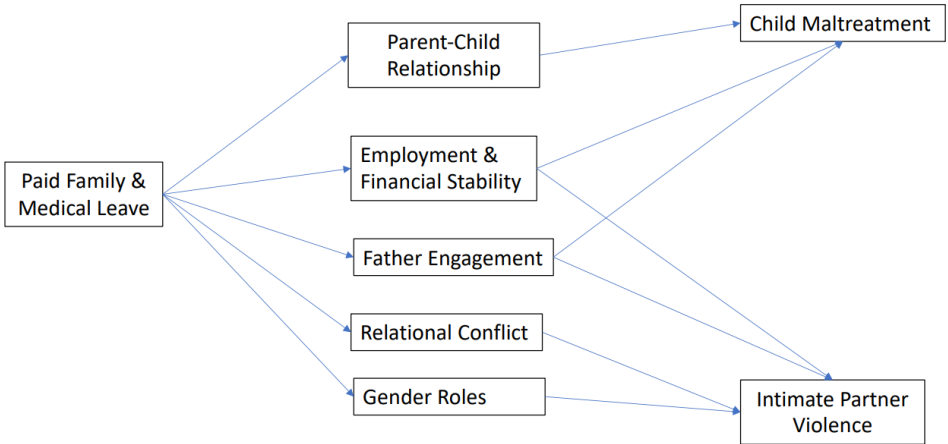 Paid Family &
Medical Leave
Parent-Child
Relationship
Employment &
Financial Stability
Father Engagement
Relational Conflict
Gender Roles
Child Maltreatment
Intimate Partner
Violence